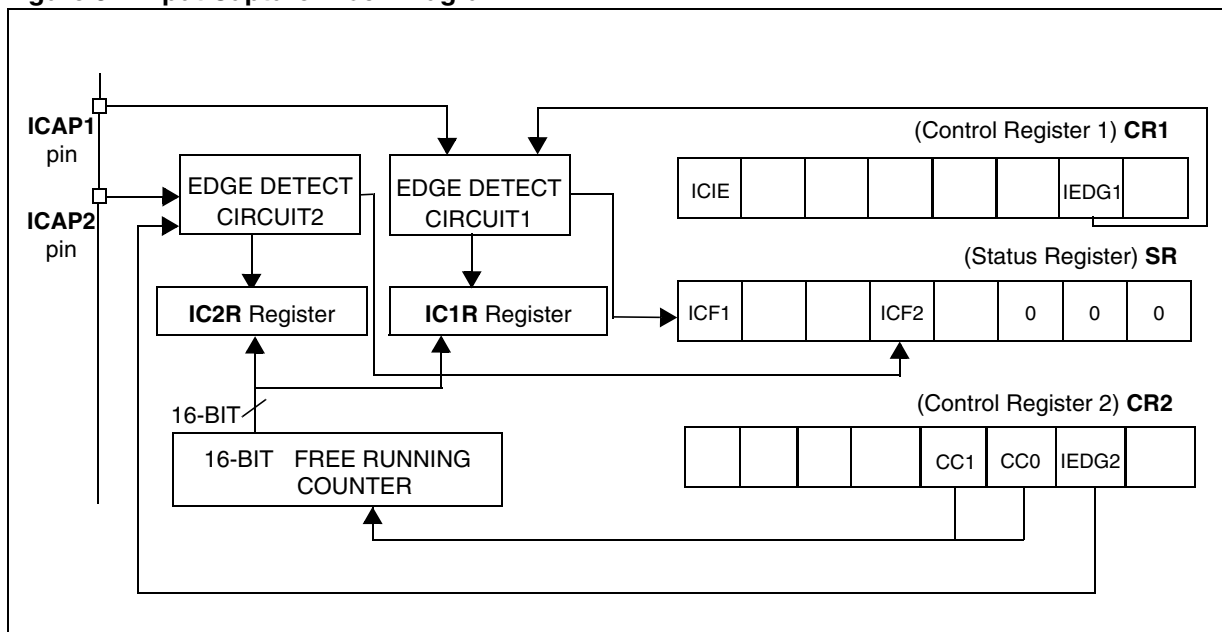 ICAP1
pin
ICAP2
pin
EDGE DETECT
CIRCUIT2
EDGE DETECT
CIRCUIT1
IC2R Register
IC1R Register
16-BIT
16-BIT FREE RUNNING
COUNTER
(Control Register 1) CR1
ICIE
IEDG1
(Status Register) SR
ICF1
ICF2
0
0
0
(Control Register 2) CR2
CC1
CC0
IEDG2